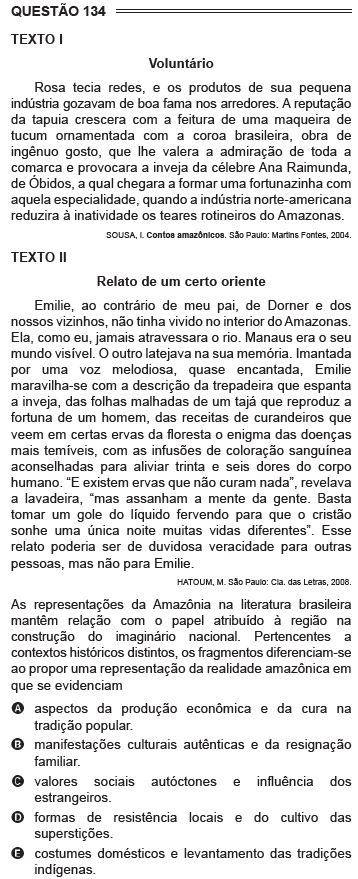 QUESTÃO 134
TEXTO I
Voluntário
Rosa tecia redes, e os produtos de sua pequena
indústria gozavam de boa fama nos arredores. A reputação
da tapuia crescera com a feitura de uma maqueira de
tucum ornamentada com a coroa brasileira, obra de
ingênuo gosto, que lhe valera a admiração de toda a
comarca e provocara a inveja da célebre Ana Raimunda,
de Óbidos, a qual chegara a formar uma fortunazinha com
aquela especialidade, quando a indústria norte-americana
reduzira à inatividade os teares rotineiros do Amazonas.
SOUSA, I. Contos amazônicos. São Paulo: Martins Fontes, 2004.
TEXTO II
Relato de um certo oriente
Emilie, ao contrário de meu pai, de Dorner e dos
nossos vizinhos, não tinha vivido no interior do Amazonas.
Ela, como eu, jamais atravessara o rio. Manaus era o seu
mundo visível. O outro latejava na sua memória. Imantada
por uma voz melodiosa, quase encantada, Emilie
maravilha-se com a descrição da trepadeira que espanta
a inveja, das folhas malhadas de um tajá que reproduz a
fortuna de um homem, das receitas de curandeiros que
veem em certas ervas da floresta o enigma das doenças
mais temíveis, com as infusões de coloração sanguínea
aconselhadas para aliviar trinta e seis dores do corpo
humano. “E existem ervas que não curam nada”, revelava
a lavadeira, “mas assanham a mente da gente. Basta
tomar um gole do líquido fervendo para que o cristão
sonhe uma única noite muitas vidas diferentes”. Esse
relato poderia ser de duvidosa veracidade para outras
pessoas, mas não para Emilie.
HATOUM, M. São Paulo: Cia. das Letras, 2008.
As representações da Amazônia na literatura brasileira
mantêm relação com o papel atribuído à região na
construção do imaginário nacional. Pertencentes a
contextos históricos distintos, os fragmentos diferenciam-se
ao propor uma representação da realidade amazônica em
que se evidenciam
A aspectos da produção econômica e da cura na
tradição popular.
B manifestações culturais autênticas e da resignação
familiar.
C valores sociais autóctones e influência dos
estrangeiros.
D formas de resistência locais e do cultivo das
superstições.
E costumes domésticos e levantamento das tradições
indígenas.